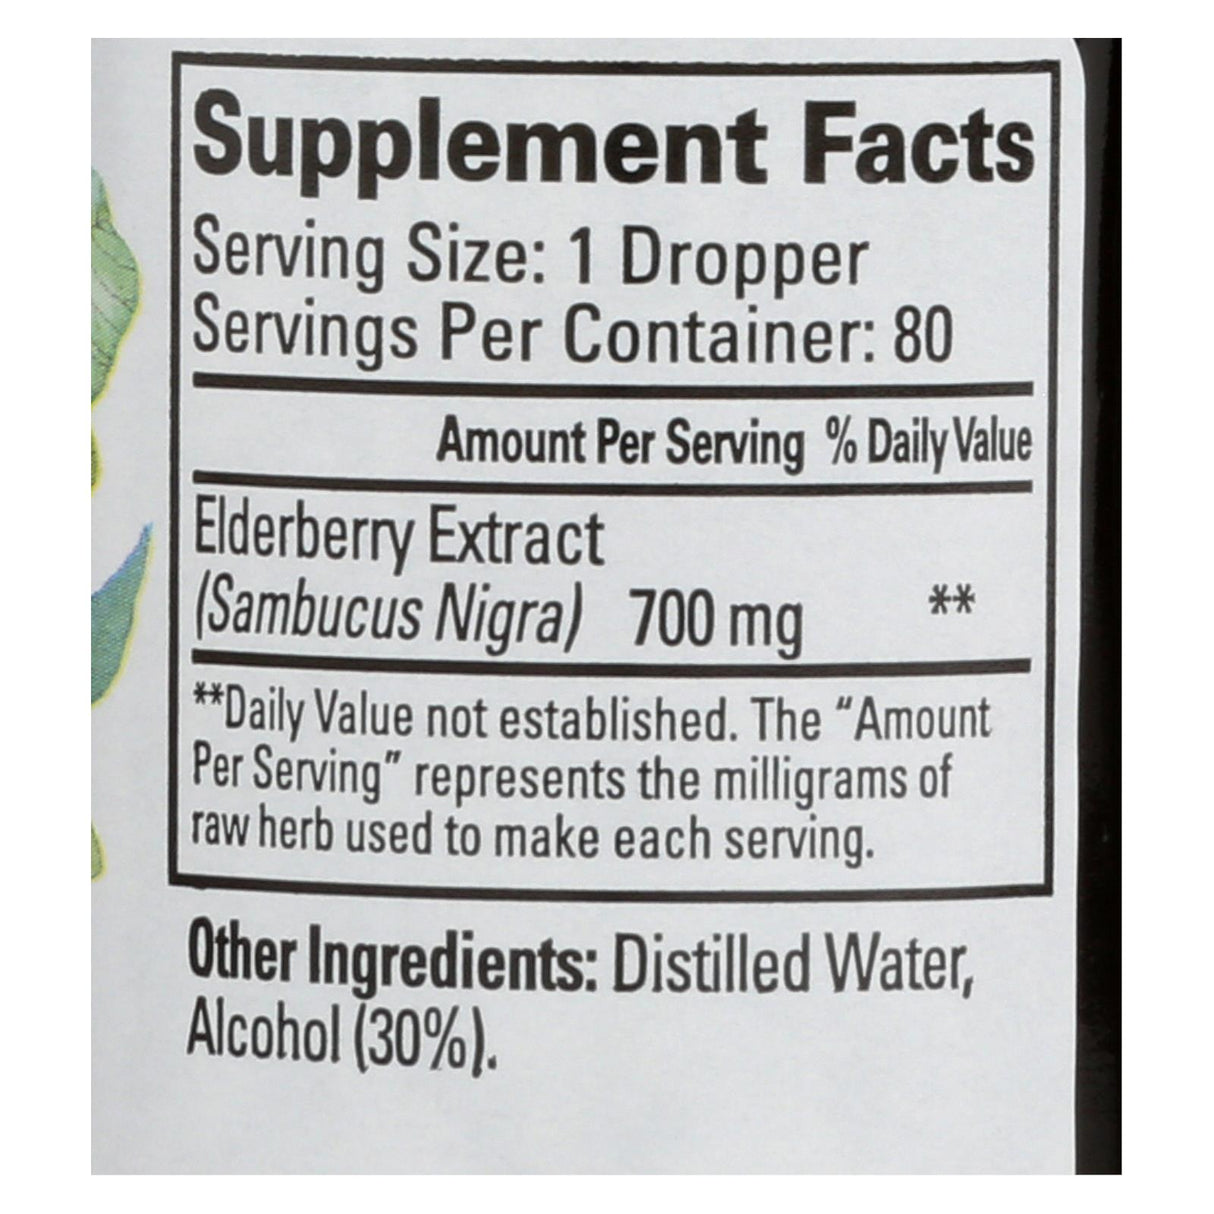 Supplement Facts
Serving Size: 1 Dropper
Servings Per Container: 80
Amount Per Serving % Daily Value
Elderberry Extract
(Sambucus Nigra) 700 mg **
**Daily Value not established. The “Amount
Per Serving” represents the milligrams of
raw herb used to make each serving.
Other Ingredients: Distilled Water,
Alcohol (30%).